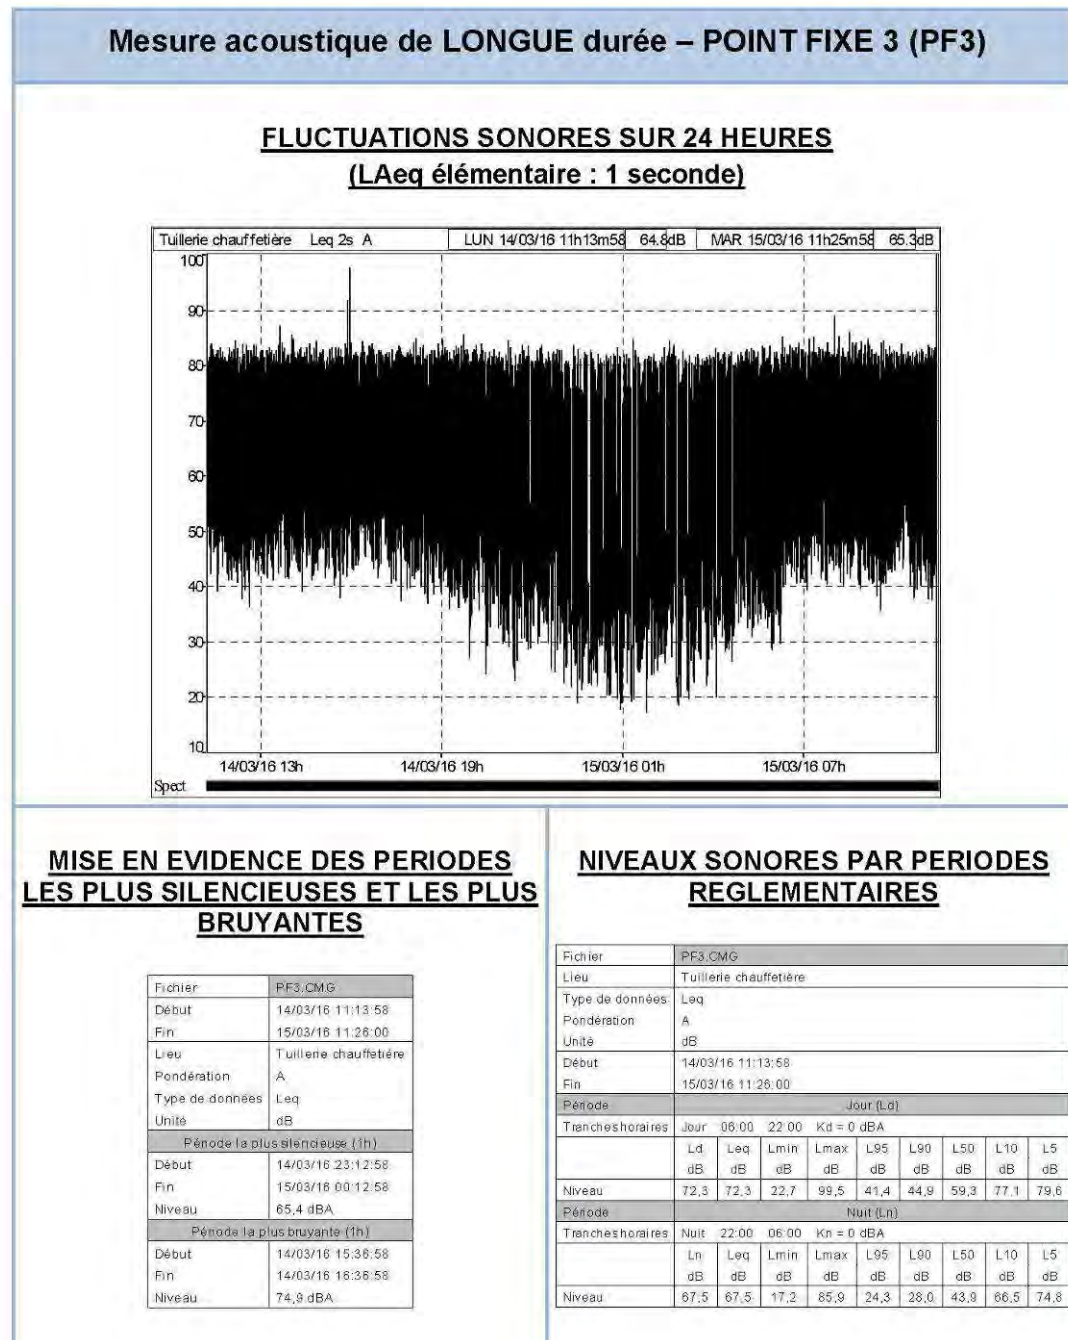 Mesure acoustique de LONGUE durée – POINT FIXE 3 (PF3)
FLUCTUATIONS SONORES SUR 24 HEURES
(LAeq élémentaire : 1 seconde)
Tuillerie chauffetière Leq 2s A LUN 14/03/16 11h13m58 64.8dB MAR 15/03/16 11h25m58 65.3dB
100
90
80
70
60
50
40
30
20
10
14/03/16 13h 14/03/16 19h 15/03/16 01h 15/03/16 07h
Spect
MISE EN EVIDENCE DES PERIODES
LES PLUS SILENCIEUSES ET LES PLUS
BRUYANTES
Fichier PF3.CMG
Début 14/03/16 11:13:58
Fin 15/03/16 11:26:00
Lieu Tuillerie chauffetière
Pondération A
Type de données Leq
Unité dB
Période la plus silencieuse (1h)
Début 14/03/16 23:12:58
Fin 15/03/16 00:12:58
Niveau 65,4 dBA
Période la plus bruyante (1h)
Début 14/03/16 15:36:58
Fin 14/03/16 16:36:58
Niveau 74,9 dBA
NIVEAUX SONORES PAR PERIODES
REGLEMENTAIRES
Fichier PF3.CMG
Lieu Tuillerie chauffetière
Type de données Leq
Pondération A
Unité dB
Début 14/03/16 11:13:58
Fin 15/03/16 11:26:00
Période Jour (Ld)
Tranches horaires Jour 06:00 22:00 Kd = 0 dBA
Ld Leq Lmin Lmax L95 L90 L50 L10 L5
dB dB dB dB dB dB dB dB dB
Niveau 72,3 72,3 22,7 99,5 41,4 44,9 59,3 77,1 79,6
Période Nuit (Ln)
Tranches horaires Nuit 22:00 06:00 Kn = 0 dBA
Ln Leq Lmin Lmax L95 L90 L50 L10 L5
dB dB dB dB dB dB dB dB dB
Niveau 67,5 67,5 17,2 85,9 24,3 28,0 43,9 66,5 74,8